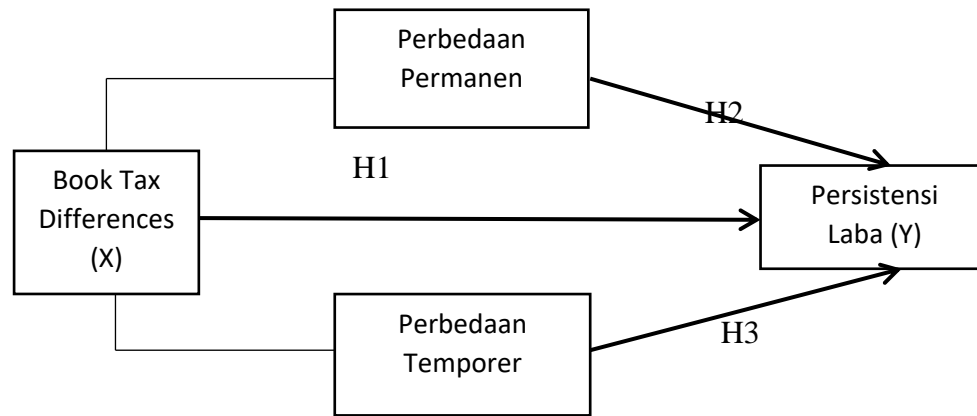 Perbedaan
Permanen
H2
H1
Book Tax
Differences
(X)
Persistensi
Laba (Y)
Perbedaan
Temporer
H3